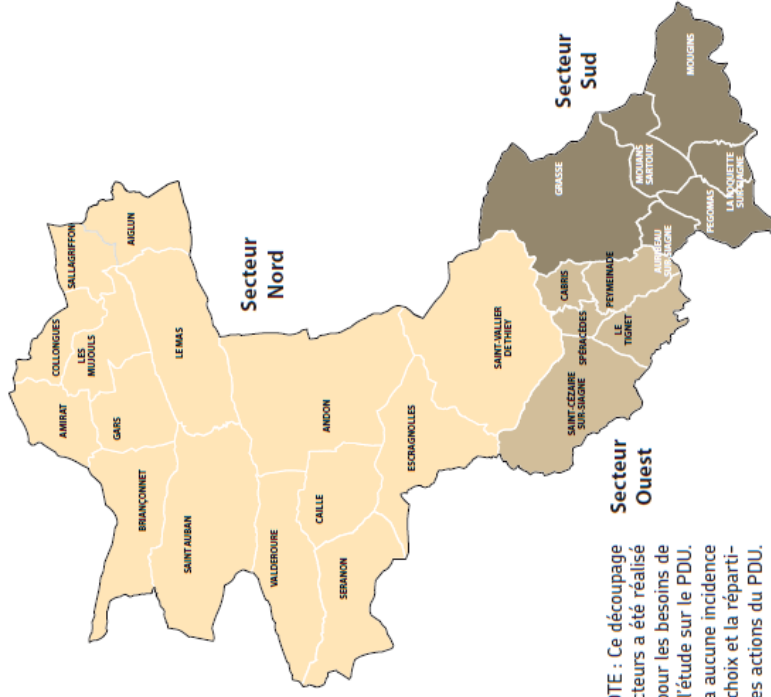 SALLAGRIFFON
AIGLUN
COLLONGUES
LES
MUJOULS
AMIRAT
GARS
LE MAS
BRIANÇONNET
SAINT AUBAN
Secteur
Nord
ANDON
VALDEROURE
CAILLE
SERANON
ESCRAGNOLLES
SAINT-VALLIER
DE THIEY
Secteur
Sud
GRASSE
MOUANS
SARTOUX
MOUGINS
CABRIS
PEYMEINADE
AURIBEAU
SUR SIAGNE
PEGOMAS
LA ROQUETTE
SUR-SIAGNE
SPÉRACÈDES
LE
TIGNET
SAINT-CÉZAIRE
SUR-SIAGNE
Secteur
Ouest
OTE : Ce découpage
cteurs a été réalisé
pour les besoins de
l'étude sur le PDU.
a aucune incidence
choix et la réparti-
es actions du PDU.